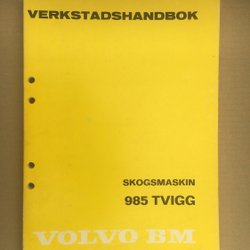 VERKSTADSHANDBOK
SKOGSMASKIN
985 TVIGG
VOLVO BM